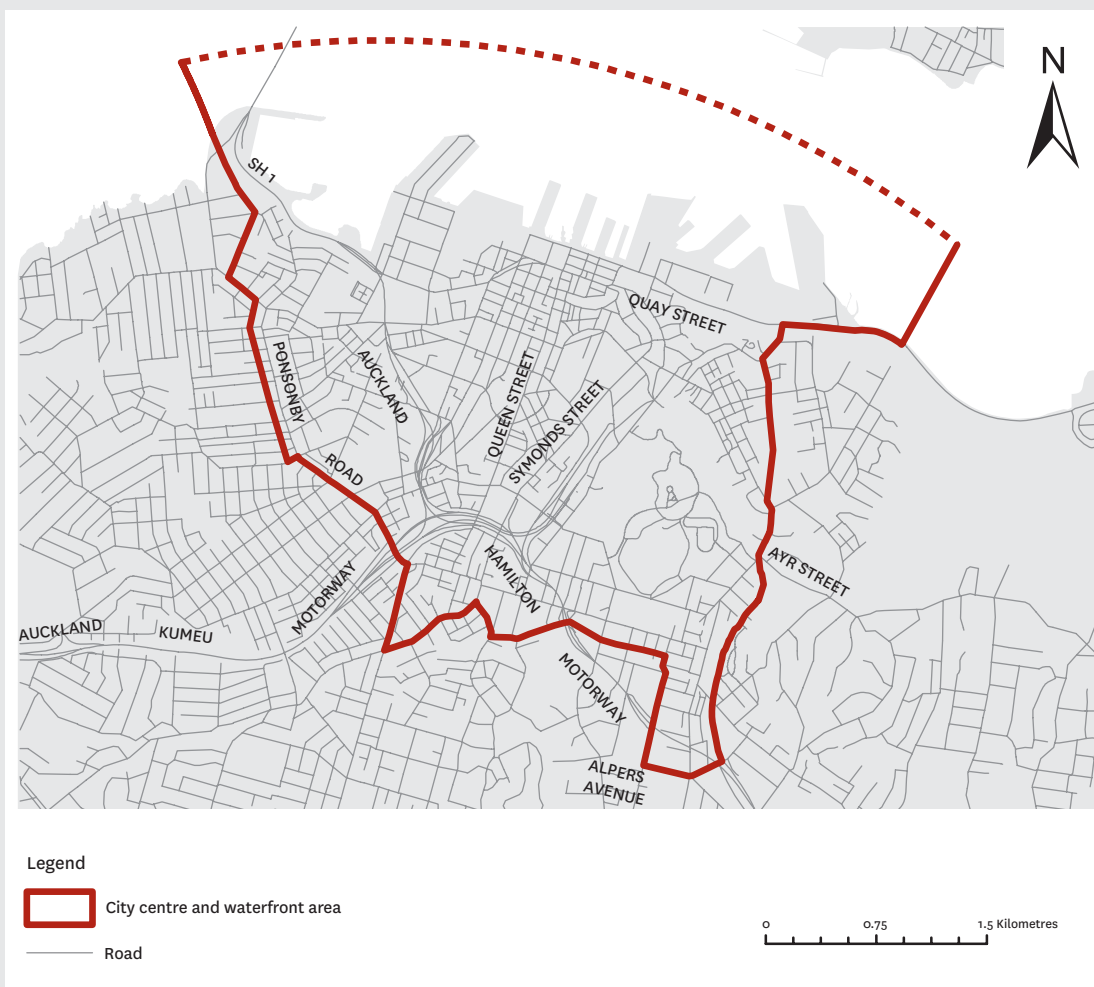 N
SH 1
QUAY STREET
PONSONBY
AUCKLAND
QUEEN STREET
SYMONDS STREET
ROAD
HAMILTON
AYR STREET
MOTORWAY
AUCKLAND
KUMEU
MOTORWAY
ALPERS
AVENUE
Legend
City centre and waterfront area
Road
0 0.75 1.5 Kilometres